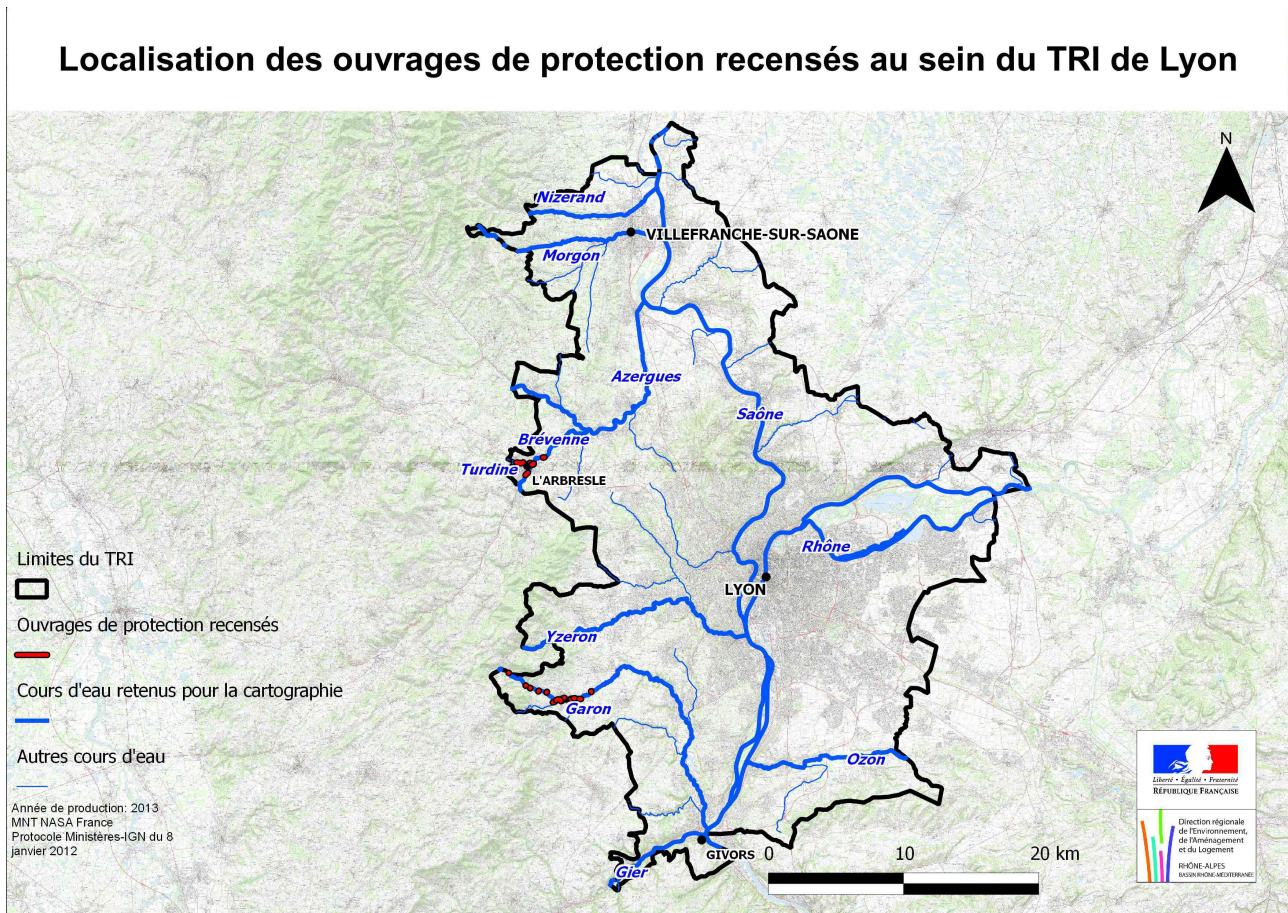 Localisation des ouvrages de protection recensés au sein du TRI de Lyon
N
Nizerand
VILLEFRANCHE-SUR-SAONE
Morgon
Azergues
Saône
Brévenne
Turdine
L'ARBRESLE
Rhône
LYON
Yzeron
Garon
Ozon
GIVORS
Gier
0 10 20 km
Limites du TRI
Ouvrages de protection recensés
Cours d'eau retenus pour la cartographie
Autres cours d'eau
Année de production: 2013
MNT NASA France
Protocole Ministères-IGN du 8
janvier 2012
Liberté • Égalité • Fraternité
RÉPUBLIQUE FRANÇAISE
Direction régionale
de l'Environnement,
de l'Aménagement
et du Logement
RHÔNE-ALPES
BASSIN RHÔNE-MÉDITERRANÉE